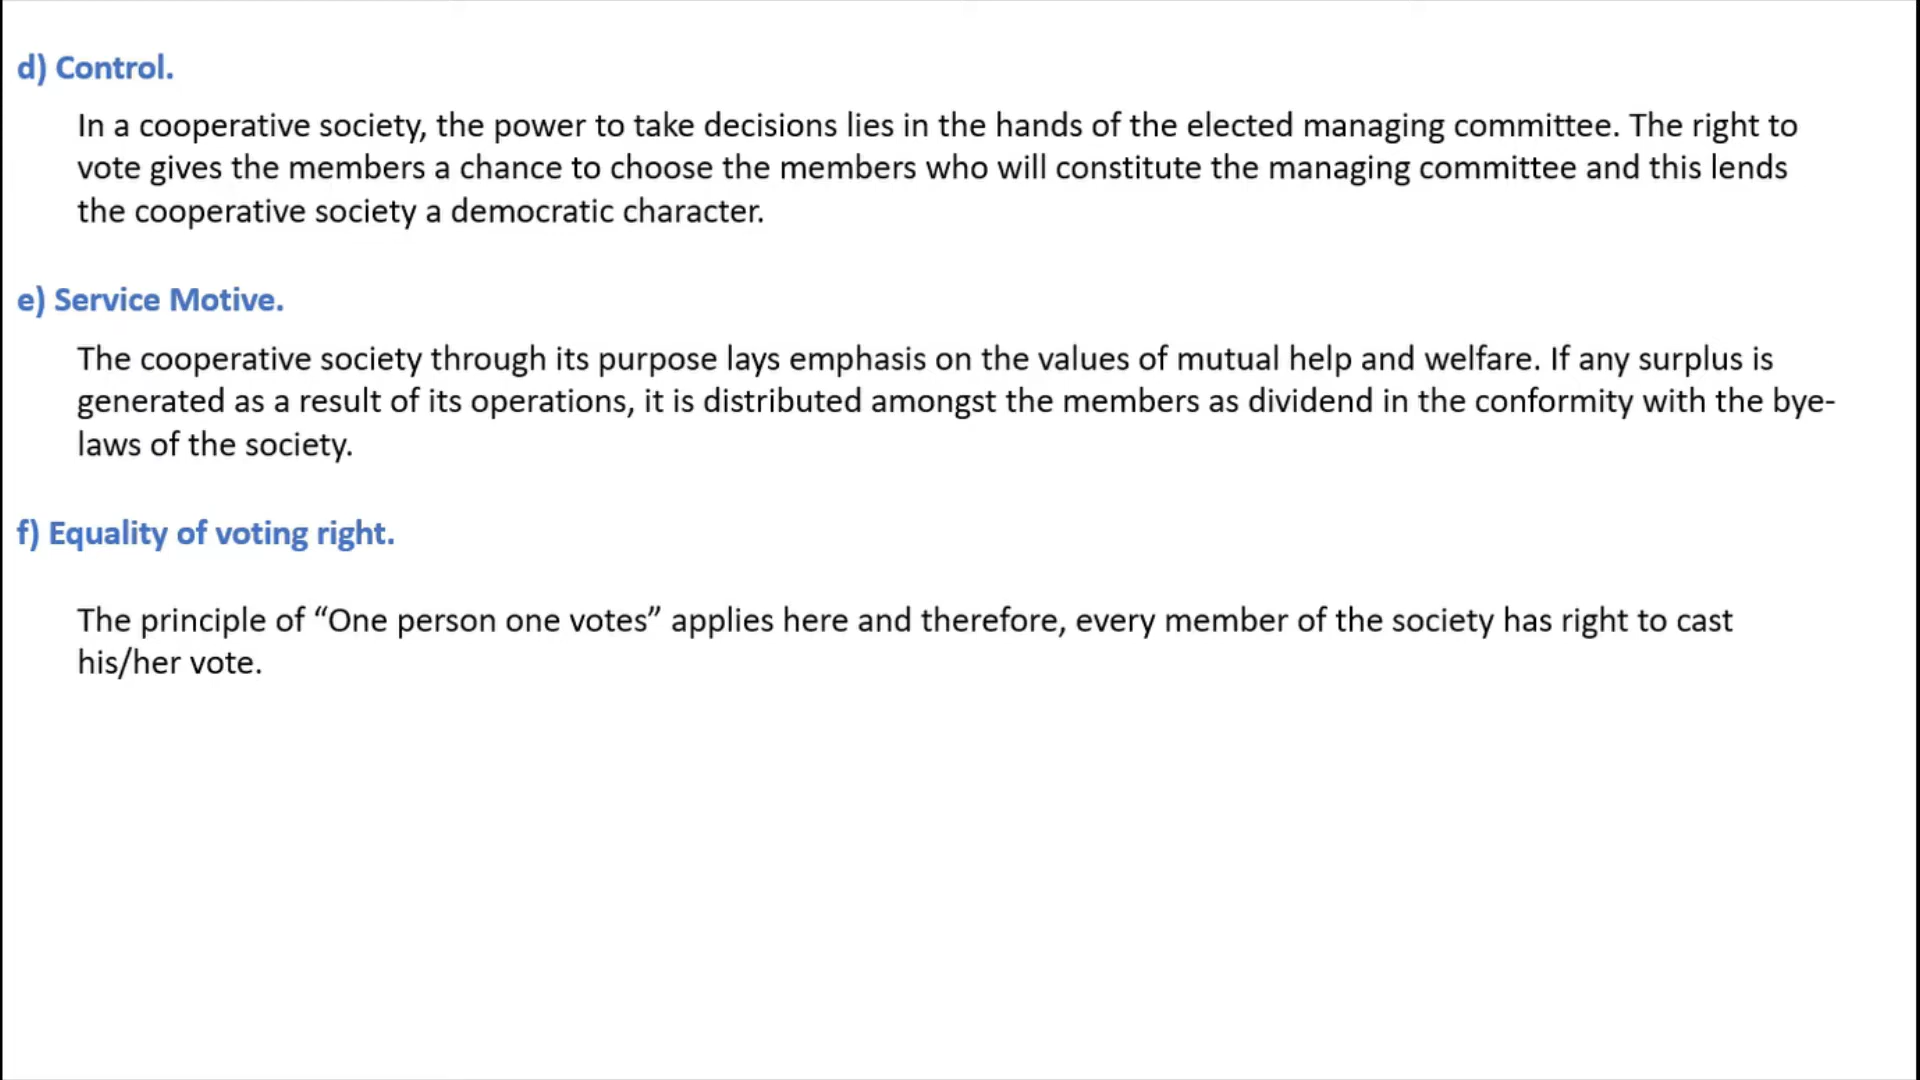 d) Control.
In a cooperative society, the power to take decisions lies in the hands of the elected managing committee. The right to
vote gives the members a chance to choose the members who will constitute the managing committee and this lends
the cooperative society a democratic character.
e) Service Motive.
The cooperative society through its purpose lays emphasis on the values of mutual help and welfare. If any surplus is
generated as a result of its operations, it is distributed amongst the members as dividend in the conformity with the bye-
laws of the society.
f) Equality of voting right.
The principle of “One person one votes” applies here and therefore, every member of the society has right to cast
his/her vote.